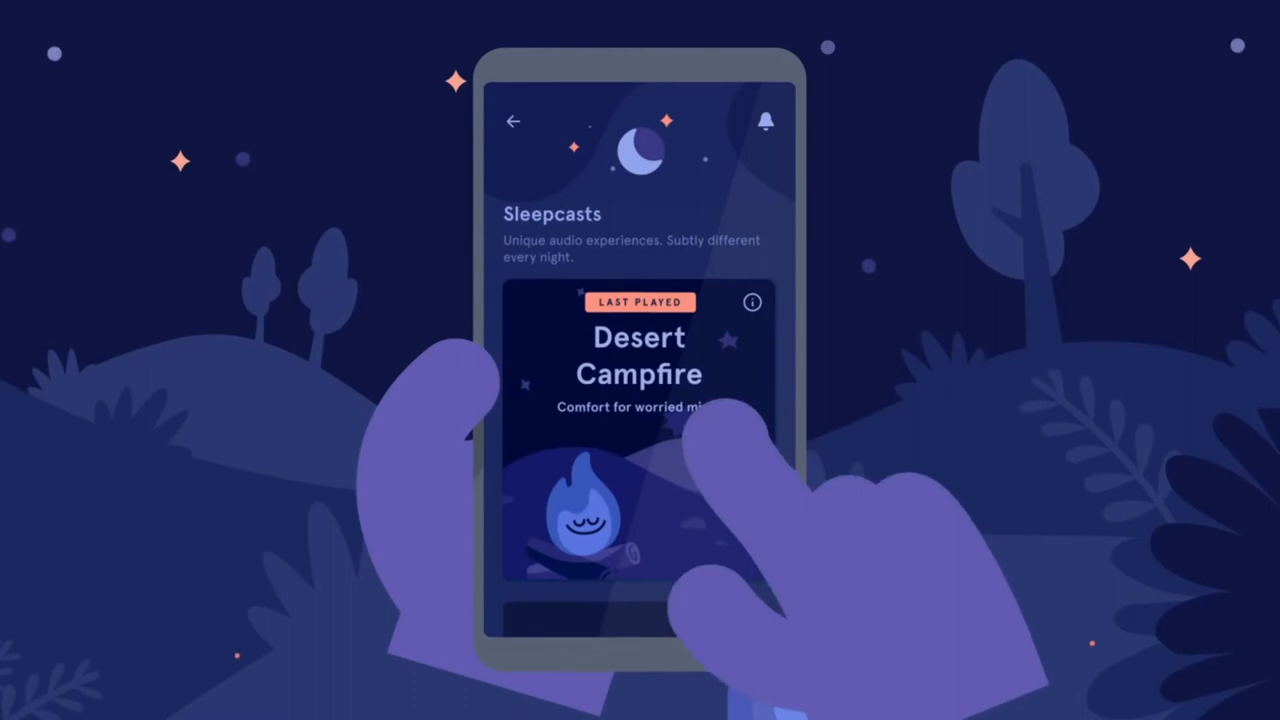 Sleepcasts
Unique audio experiences. Subtly different
every night.
LAST PLAYED
Desert
Campfire
Comfort for worried